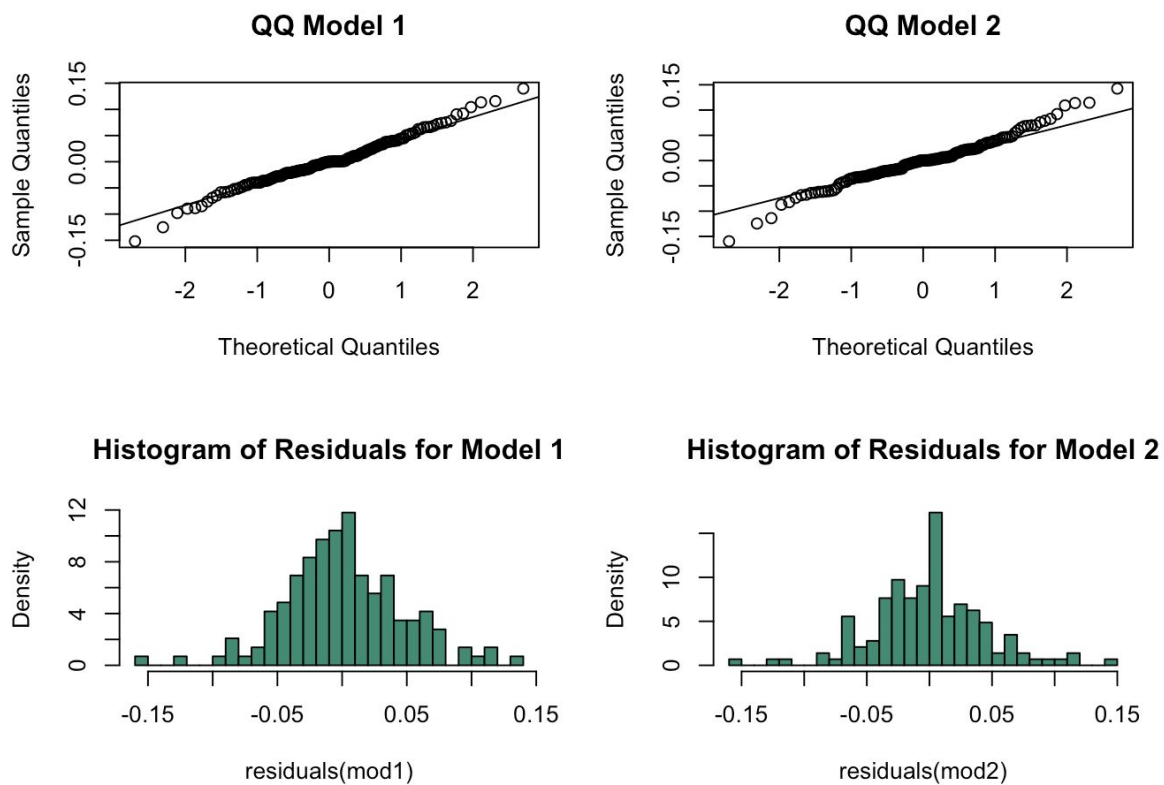 QQ Model 1
Sample Quantiles
-0.15 0.00 0.15
-2 -1 0 1 2
Theoretical Quantiles
QQ Model 2
Sample Quantiles
-0.15 0.00 0.15
-2 -1 0 1 2
Theoretical Quantiles
Histogram of Residuals for Model 1
Density
0 4 8 12
-0.15 -0.05 0.05 0.15
residuals(mod1)
Histogram of Residuals for Model 2
Density
0 5 10
-0.15 -0.05 0.05 0.15
residuals(mod2)